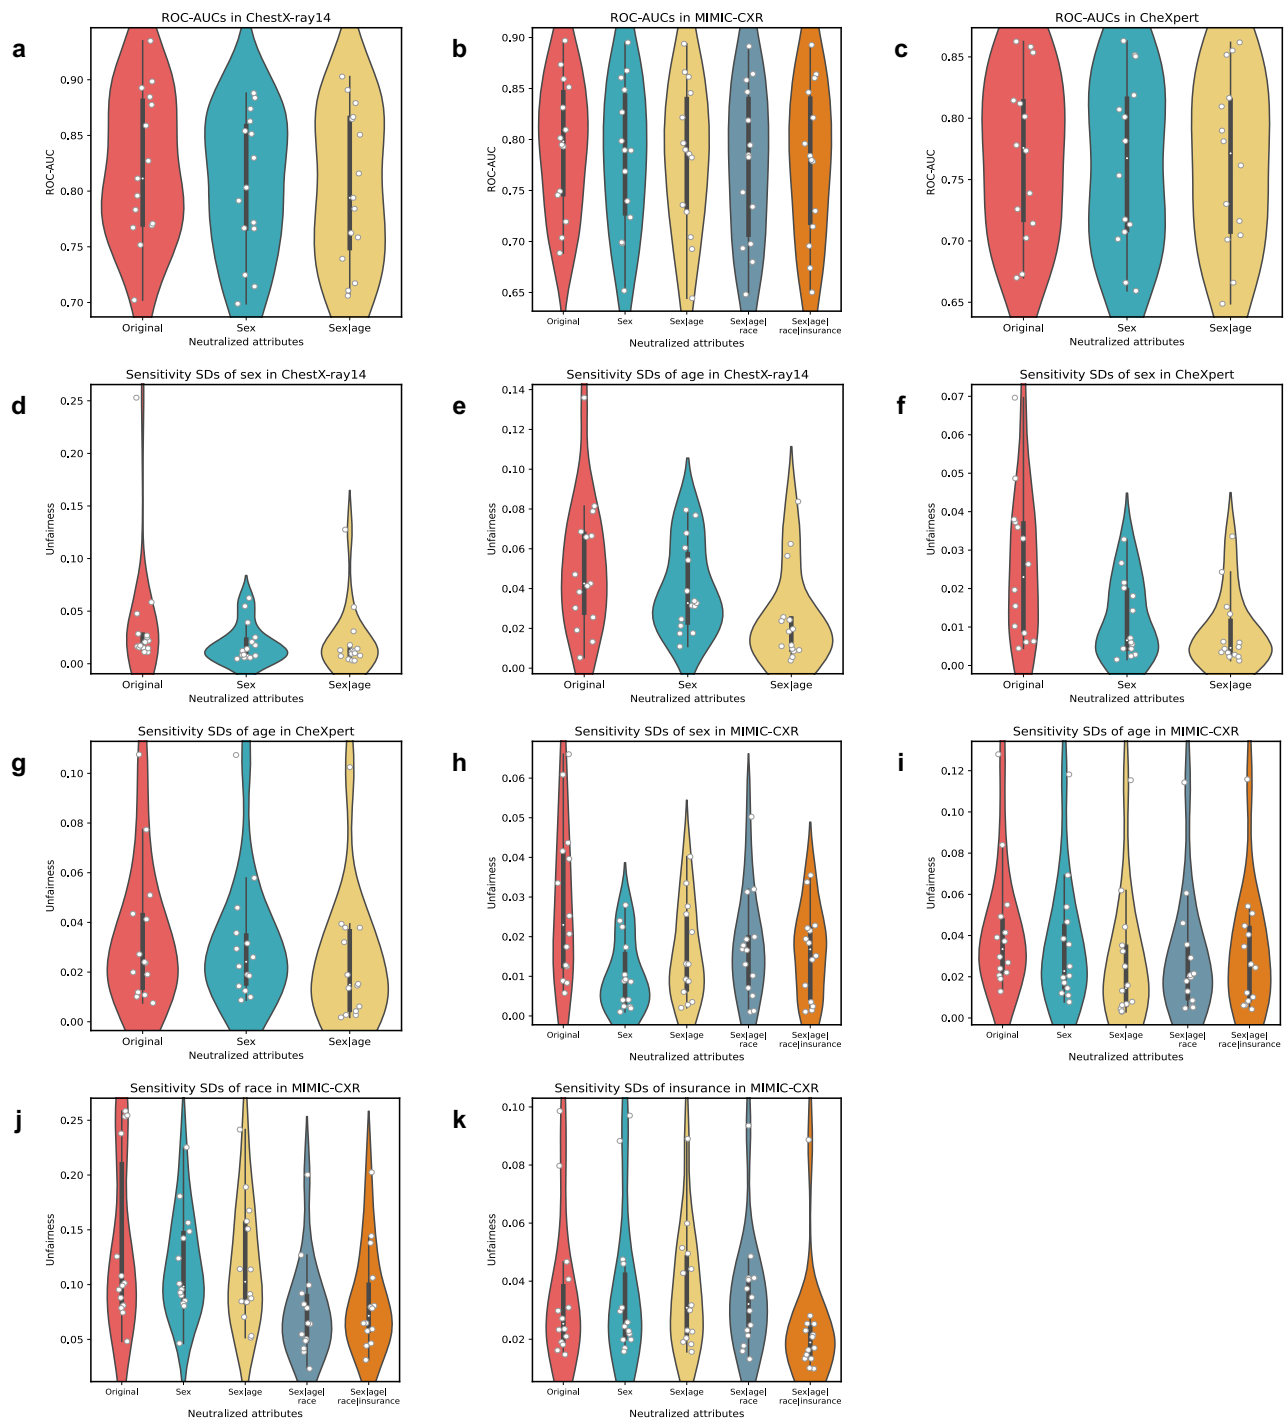 a
ROC-AUCs in ChestX-ray14
ROC-AUC
0.90
0.85
0.80
0.75
0.70
Original
Sex
Sex|age
Neutralized attributes
b
ROC-AUCs in MIMIC-CXR
ROC-AUC
0.90
0.85
0.80
0.75
0.70
0.65
Original
Sex
Sex|age
Sex|age|
race
Sex|age|
race|insurance
Neutralized attributes
c
ROC-AUCs in CheXpert
ROC-AUC
0.85
0.80
0.75
0.70
0.65
Original
Sex
Sex|age
Neutralized attributes
d
Sensitivity SDs of sex in ChestX-ray14
Unfairness
0.25
0.20
0.15
0.10
0.05
0.00
Original
Sex
Sex|age
Neutralized attributes
e
Sensitivity SDs of age in ChestX-ray14
Unfairness
0.14
0.12
0.10
0.08
0.06
0.04
0.02
0.00
Original
Sex
Sex|age
Neutralized attributes
f
Sensitivity SDs of sex in CheXpert
Unfairness
0.07
0.06
0.05
0.04
0.03
0.02
0.01
0.00
Original
Sex
Sex|age
Neutralized attributes
g
Sensitivity SDs of age in CheXpert
Unfairness
0.10
0.08
0.06
0.04
0.02
0.00
Original
Sex
Sex|age
Neutralized attributes
h
Sensitivity SDs of sex in MIMIC-CXR
Unfairness
0.06
0.05
0.04
0.03
0.02
0.01
0.00
Original
Sex
Sex|age
Sex|age|
race
Sex|age|
race|insurance
Neutralized attributes
i
Sensitivity SDs of age in MIMIC-CXR
Unfairness
0.12
0.10
0.08
0.06
0.04
0.02
0.00
Original
Sex
Sex|age
Sex|age|
race
Sex|age|
race|insurance
Neutralized attributes
j
Sensitivity SDs of race in MIMIC-CXR
Unfairness
0.25
0.20
0.15
0.10
0.05
Original
Sex
Sex|age
Sex|age|
race
Sex|age|
race|insurance
Neutralized attributes
k
Sensitivity SDs of insurance in MIMIC-CXR
Unfairness
0.10
0.08
0.06
0.04
0.02
Original
Sex
Sex|age
Sex|age|
race
Sex|age|
race|insurance
Neutralized attributes